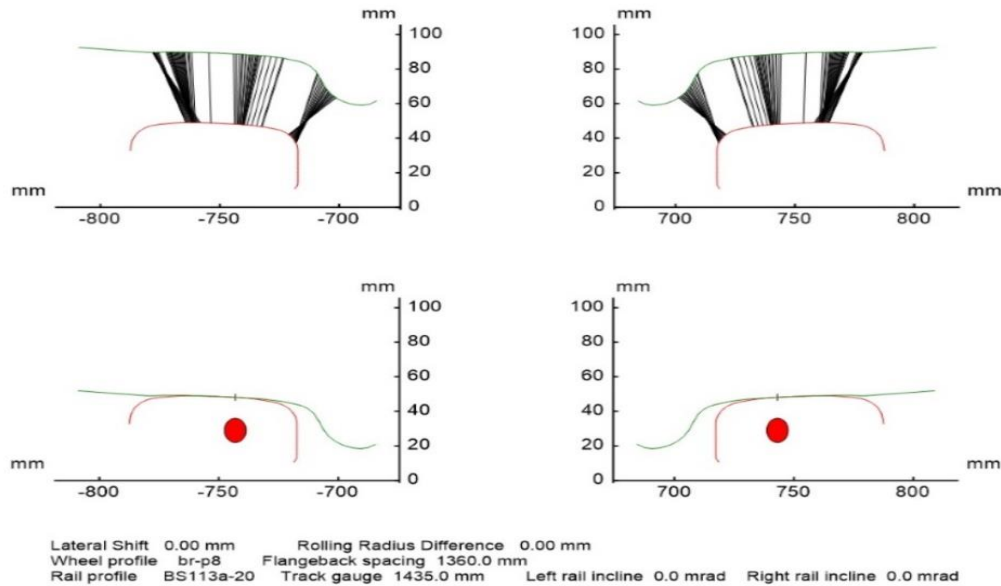 mm
100
80
60
40
20
0
mm
-800 -750 -700
mm
100
80
60
40
20
0
mm
700 750 800
mm
100
80
60
40
20
0
mm
-800 -750 -700
mm
100
80
60
40
20
0
mm
700 750 800
Lateral Shift 0.00 mm Rolling Radius Difference 0.00 mm
Wheel profile br-p8 Flangeback spacing 1360.0 mm
Rail profile BS113a-20 Track gauge 1435.0 mm Left rail incline 0.0 mrad Right rail incline 0.0 mrad